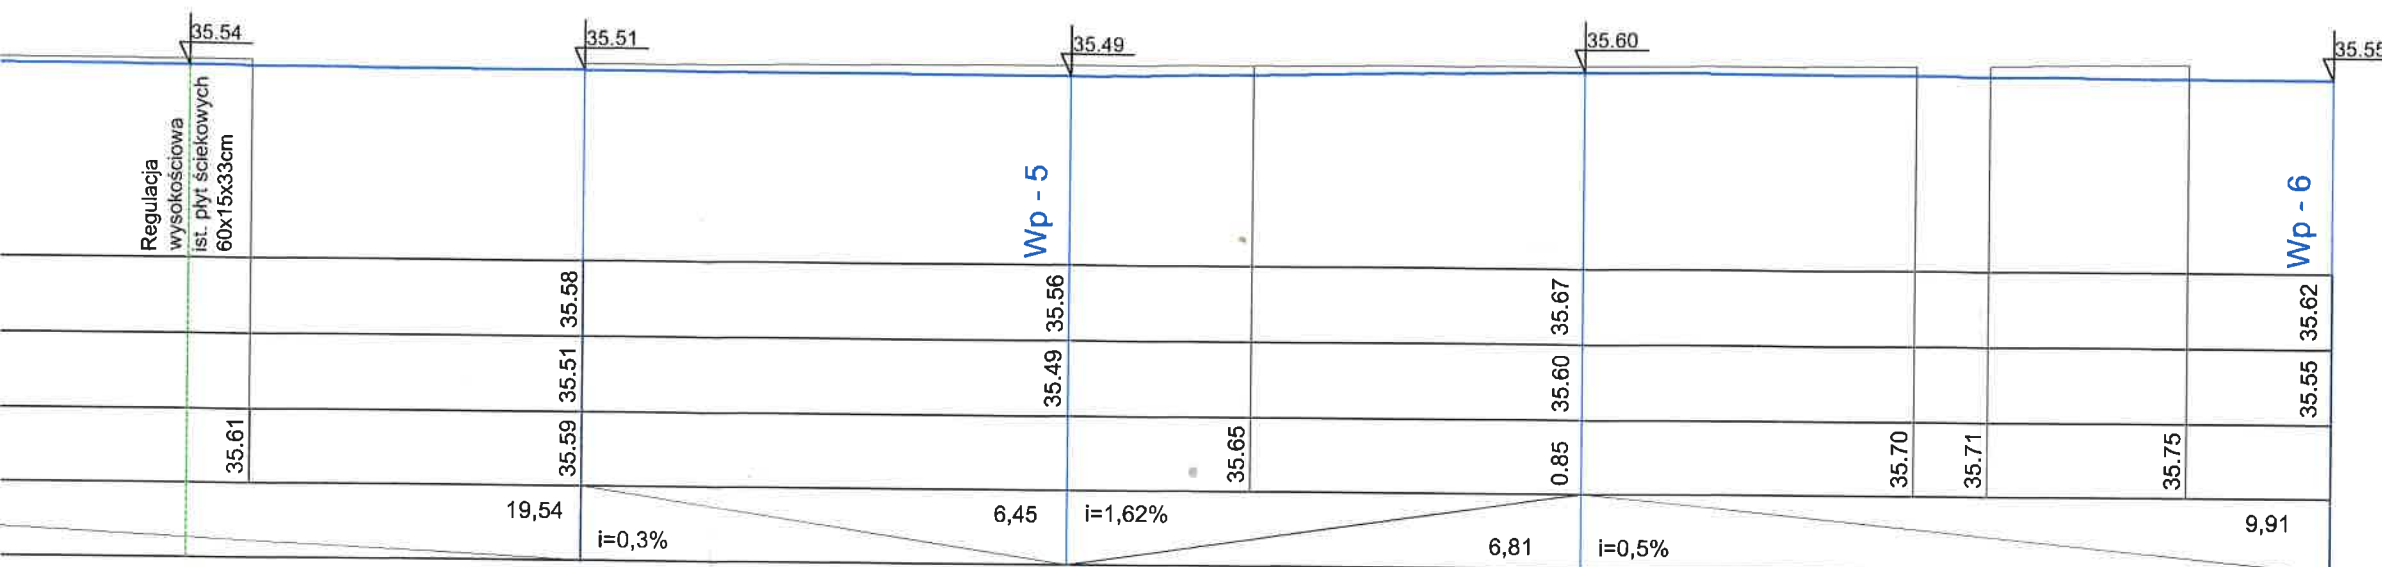 35.54
35.51
35.49
35.60
35.55
Regulacja
wysokościowa
ist. płyt ściekowych
60x15x33cm
Wp - 5
Wp - 6
35.58
35.56
35.67
35.62
35.51
35.49
35.60
35.55
35.61
35.59
35.65
0.85
35.70
35.71
35.75
19,54
i=0,3%
6,45
i=1,62%
6,81
i=0,5%
9,91